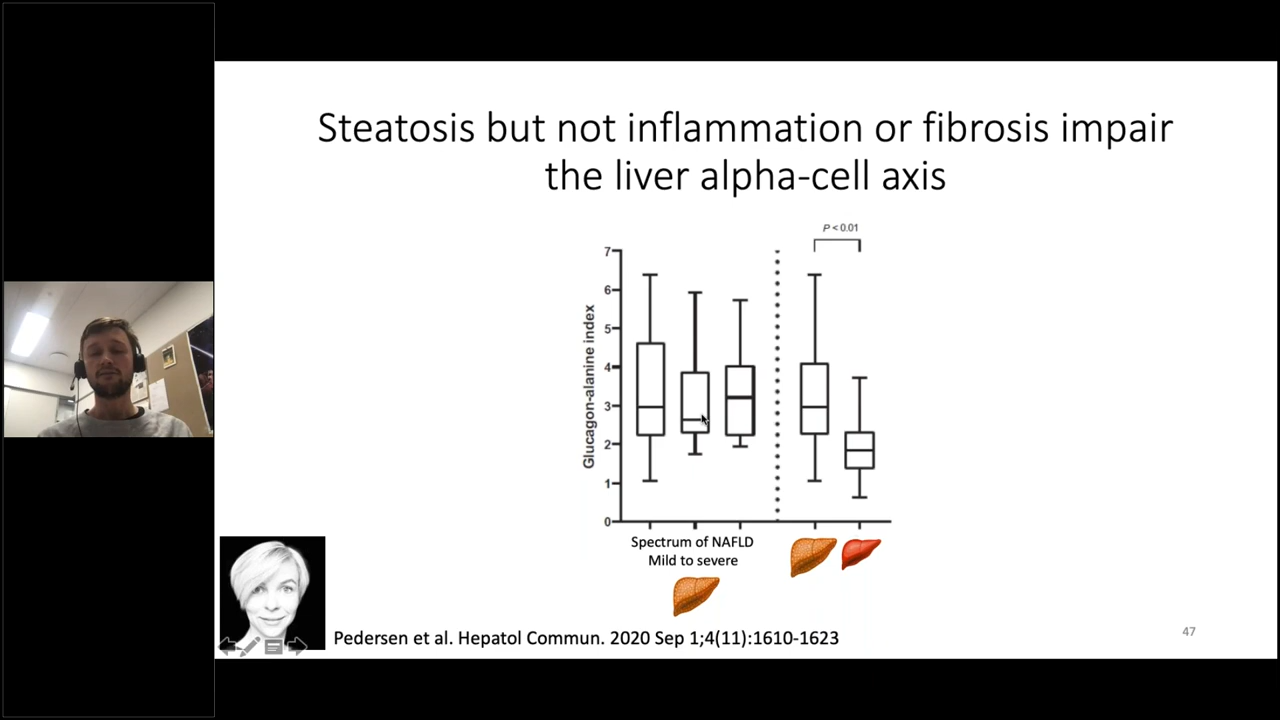 Steatosis but not inflammation or fibrosis impair
the liver alpha-cell axis
P < 0.01
Glucagon-alanine index
7
6
5
4
3
2
1
0
Spectrum of NAFLD
Mild to severe
Pedersen et al. Hepatol Commun. 2020 Sep 1;4(11):1610-1623
47